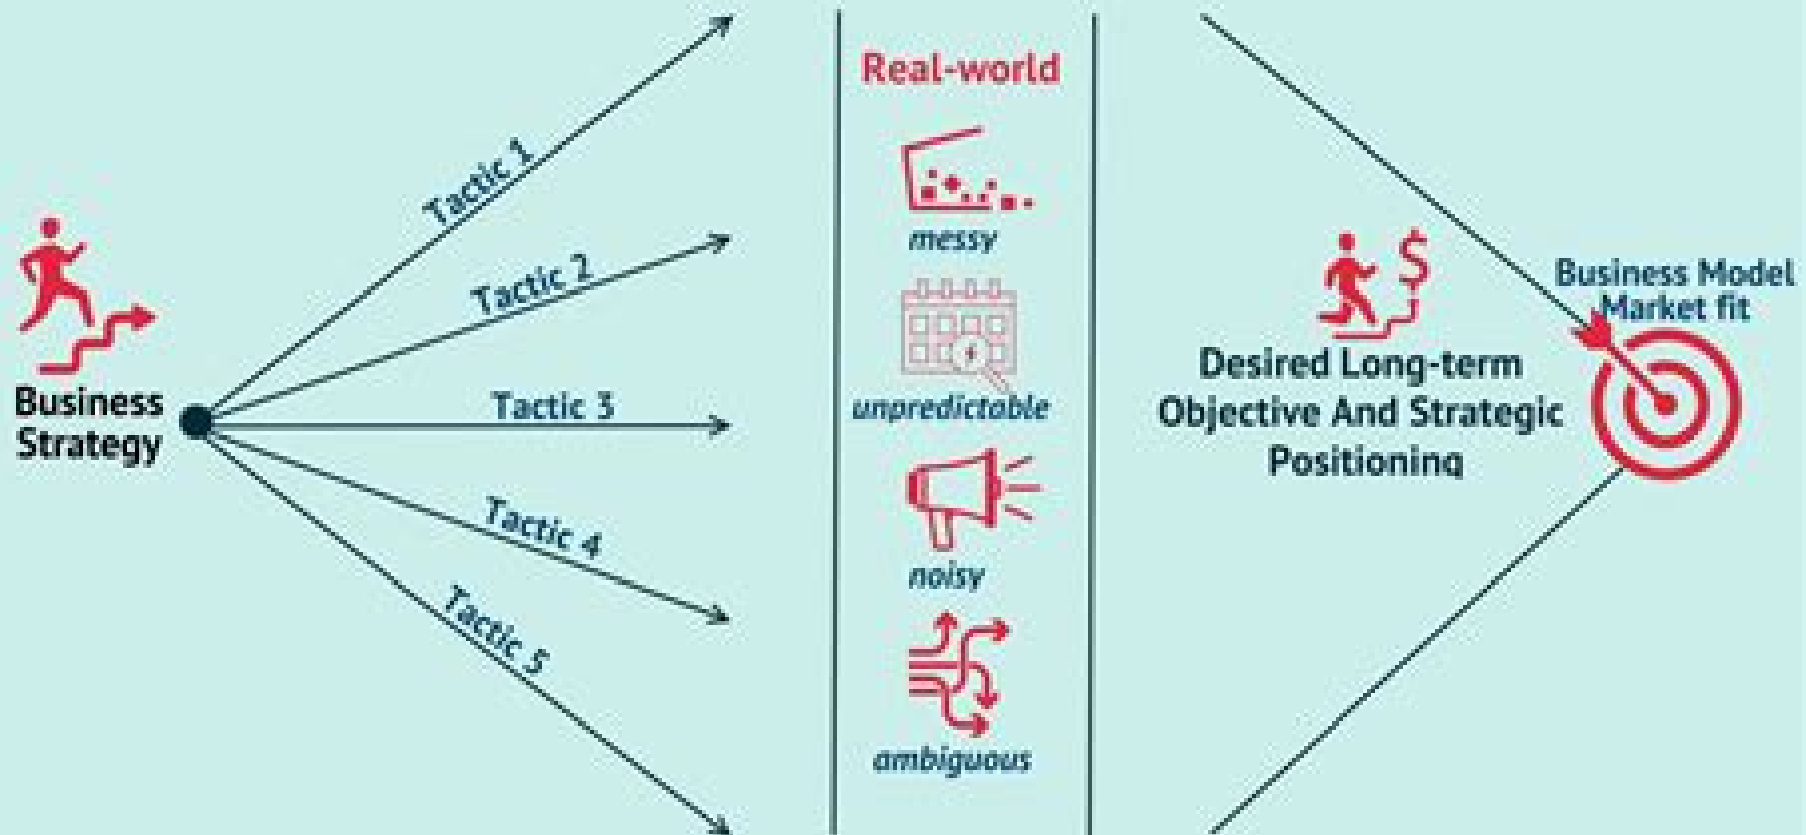 Business
Strategy
Tactic 1
Tactic 2
Tactic 3
Tactic 4
Tactic 5
Real-world
messy
unpredictable
noisy
ambiguous
$
Desired Long-term
Objective And Strategic
Positioning
Business Model
Market fit